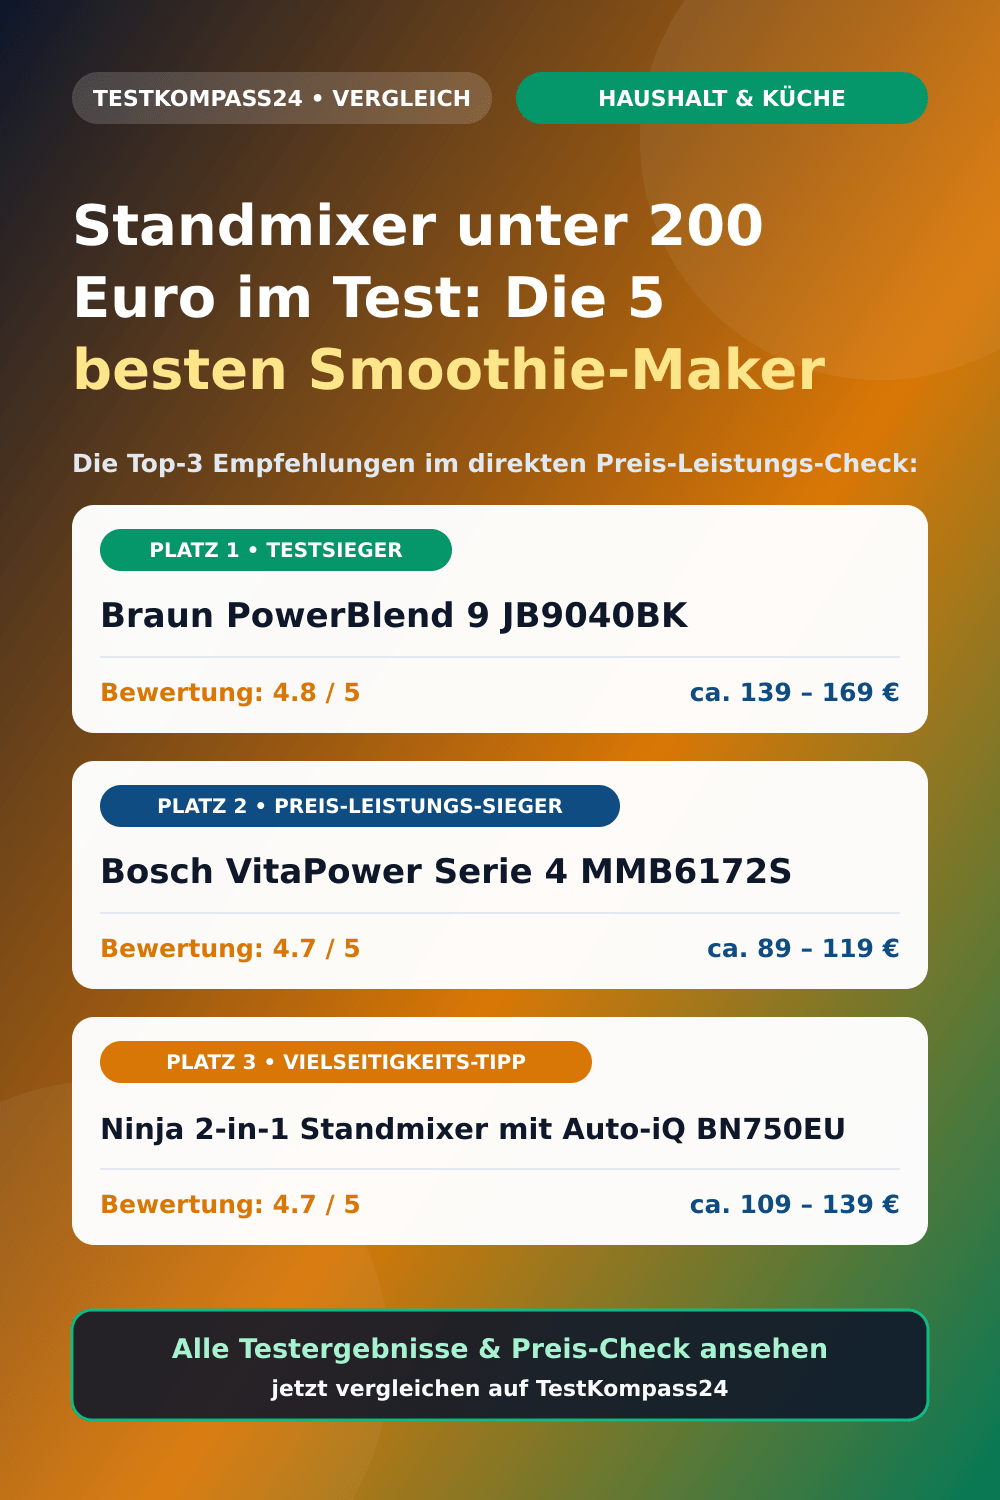 TESTKOMPASS24 • VERGLEICH
HAUSHALT & KÜCHE
Standmixer unter 200
Euro im Test: Die 5
besten Smoothie-Maker
Die Top-3 Empfehlungen im direkten Preis-Leistungs-Check:
PLATZ 1 • TESTSIEGER
Braun PowerBlend 9 JB9040BK
Bewertung: 4.8 / 5
ca. 139 – 169 €
PLATZ 2 • PREIS-LEISTUNGS-SIEGER
Bosch VitaPower Serie 4 MMB6172S
Bewertung: 4.7 / 5
ca. 89 – 119 €
PLATZ 3 • VIELSEITIGKEITS-TIPP
Ninja 2-in-1 Standmixer mit Auto-iQ BN750EU
Bewertung: 4.7 / 5
ca. 109 – 139 €
Alle Testergebnisse & Preis-Check ansehen
jetzt vergleichen auf TestKompass24